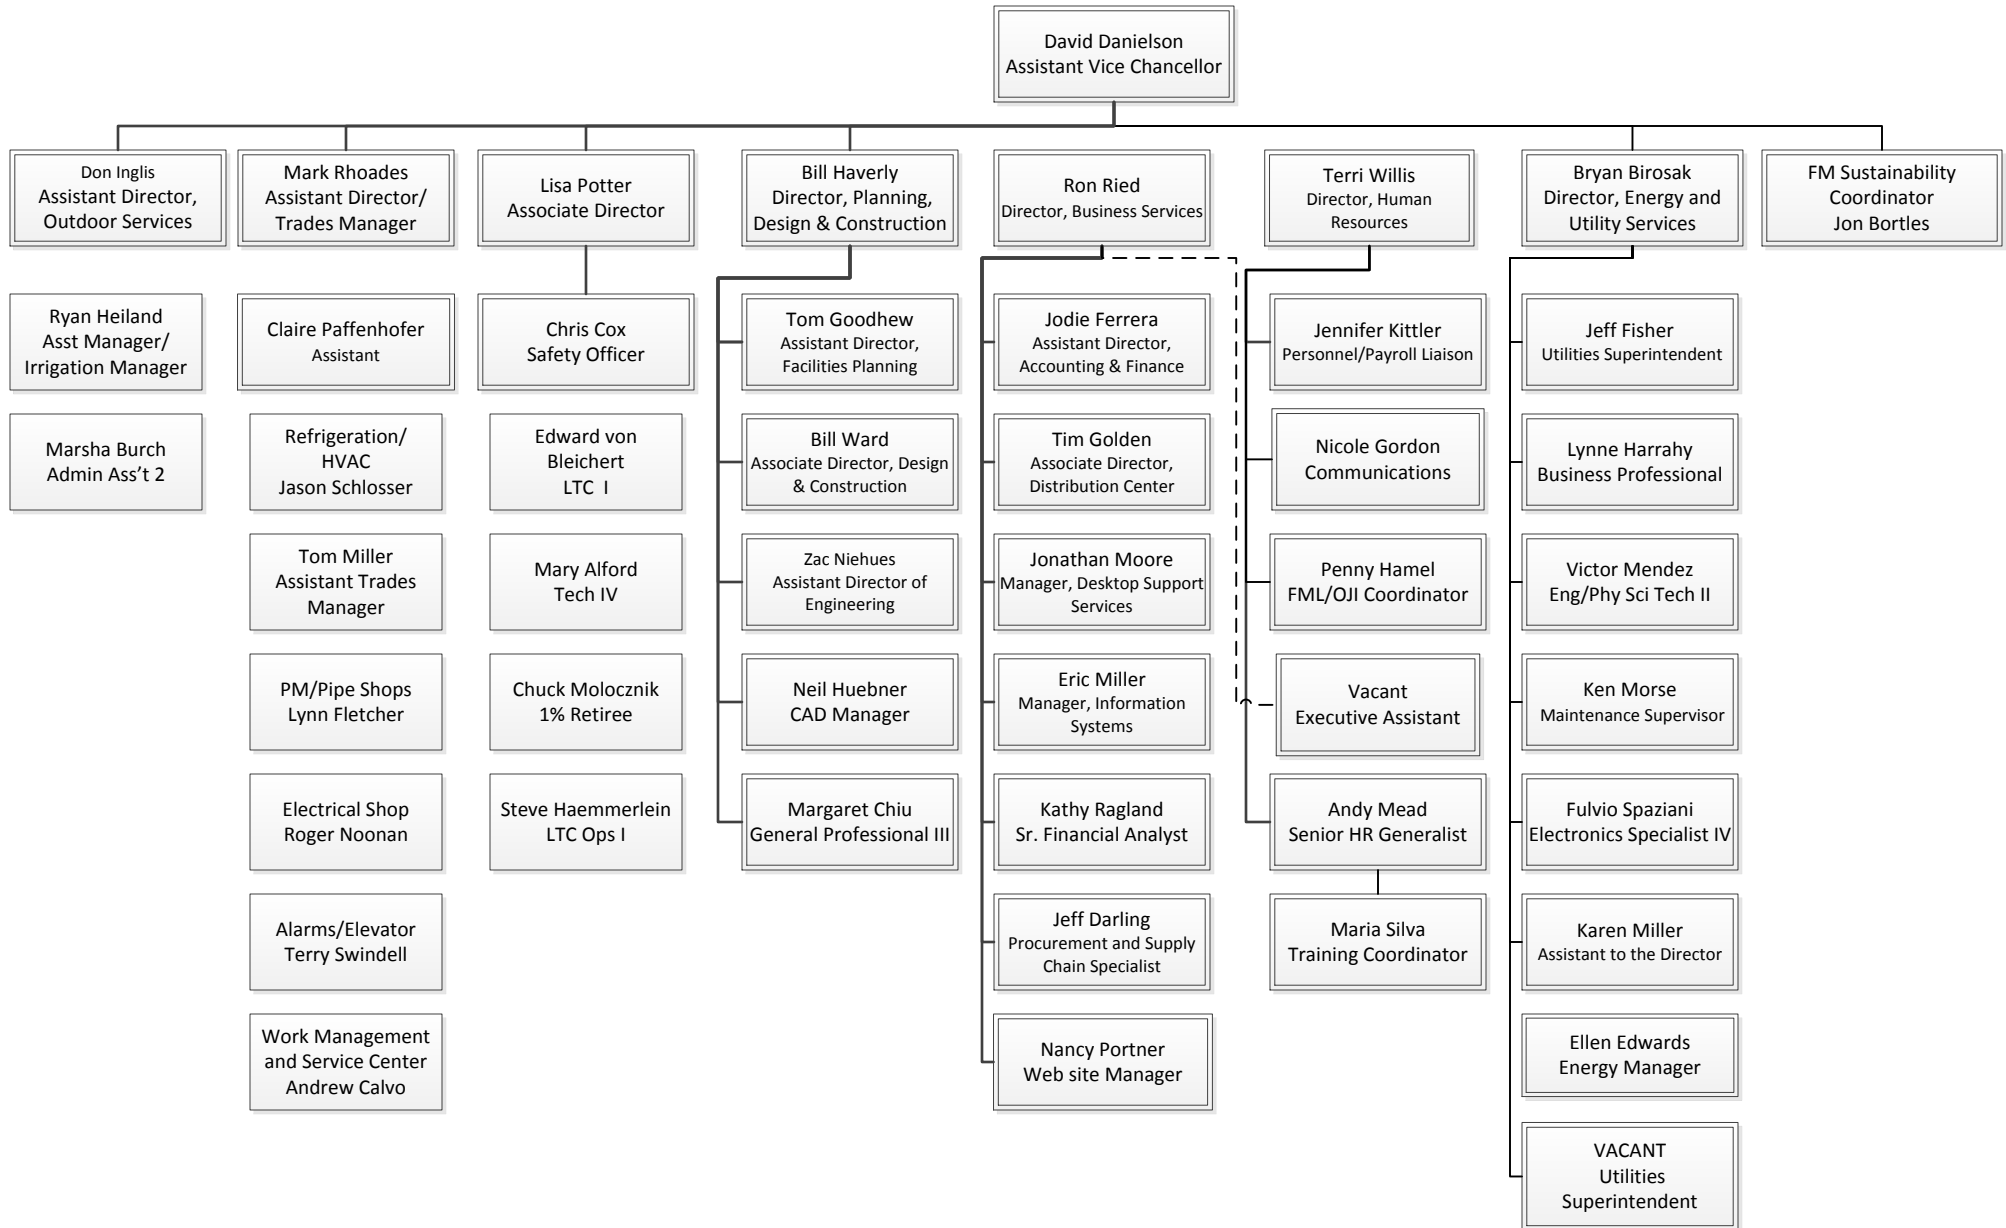 David Danielson
Assistant Vice Chancellor
Don Inglis
Assistant Director,
Outdoor Services
Mark Rhoades
Assistant Director/
Trades Manager
Lisa Potter
Associate Director
Bill Haverly
Director, Planning,
Design & Construction
Ron Ried
Director, Business Services
Terri Willis
Director, Human
Resources
Bryan Birosak
Director, Energy and
Utility Services
FM Sustainability
Coordinator
Jon Bortles
Ryan Heiland
Asst Manager/
Irrigation Manager
Claire Paffenhofer
Assistant
Chris Cox
Safety Officer
Tom Goodhew
Assistant Director,
Facilities Planning
Jodie Ferrera
Assistant Director,
Accounting & Finance
Jennifer Kittler
Personnel/Payroll Liaison
Jeff Fisher
Utilities Superintendent
Marsha Burch
Admin Ass’t 2
Refrigeration/
HVAC
Jason Schlosser
Edward von
Bleichert
LTC I
Bill Ward
Associate Director, Design
& Construction
Tim Golden
Associate Director,
Distribution Center
Nicole Gordon
Communications
Lynne Harrahy
Business Professional
Tom Miller
Assistant Trades
Manager
Mary Alford
Tech IV
Zac Niehues
Assistant Director of
Engineering
Jonathan Moore
Manager, Desktop Support
Services
Penny Hamel
FML/OJI Coordinator
Victor Mendez
Eng/Phy Sci Tech II
PM/Pipe Shops
Lynn Fletcher
Chuck Molocznik
1% Retiree
Neil Huebner
CAD Manager
Eric Miller
Manager, Information
Systems
Vacant
Executive Assistant
Ken Morse
Maintenance Supervisor
Electrical Shop
Roger Noonan
Steve Haemmerlein
LTC Ops I
Margaret Chiu
General Professional III
Kathy Ragland
Sr. Financial Analyst
Andy Mead
Senior HR Generalist
Fulvio Spaziani
Electronics Specialist IV
Alarms/Elevator
Terry Swindell
Jeff Darling
Procurement and Supply
Chain Specialist
Maria Silva
Training Coordinator
Karen Miller
Assistant to the Director
Work Management
and Service Center
Andrew Calvo
Nancy Portner
Web site Manager
Ellen Edwards
Energy Manager
VACANT
Utilities
Superintendent